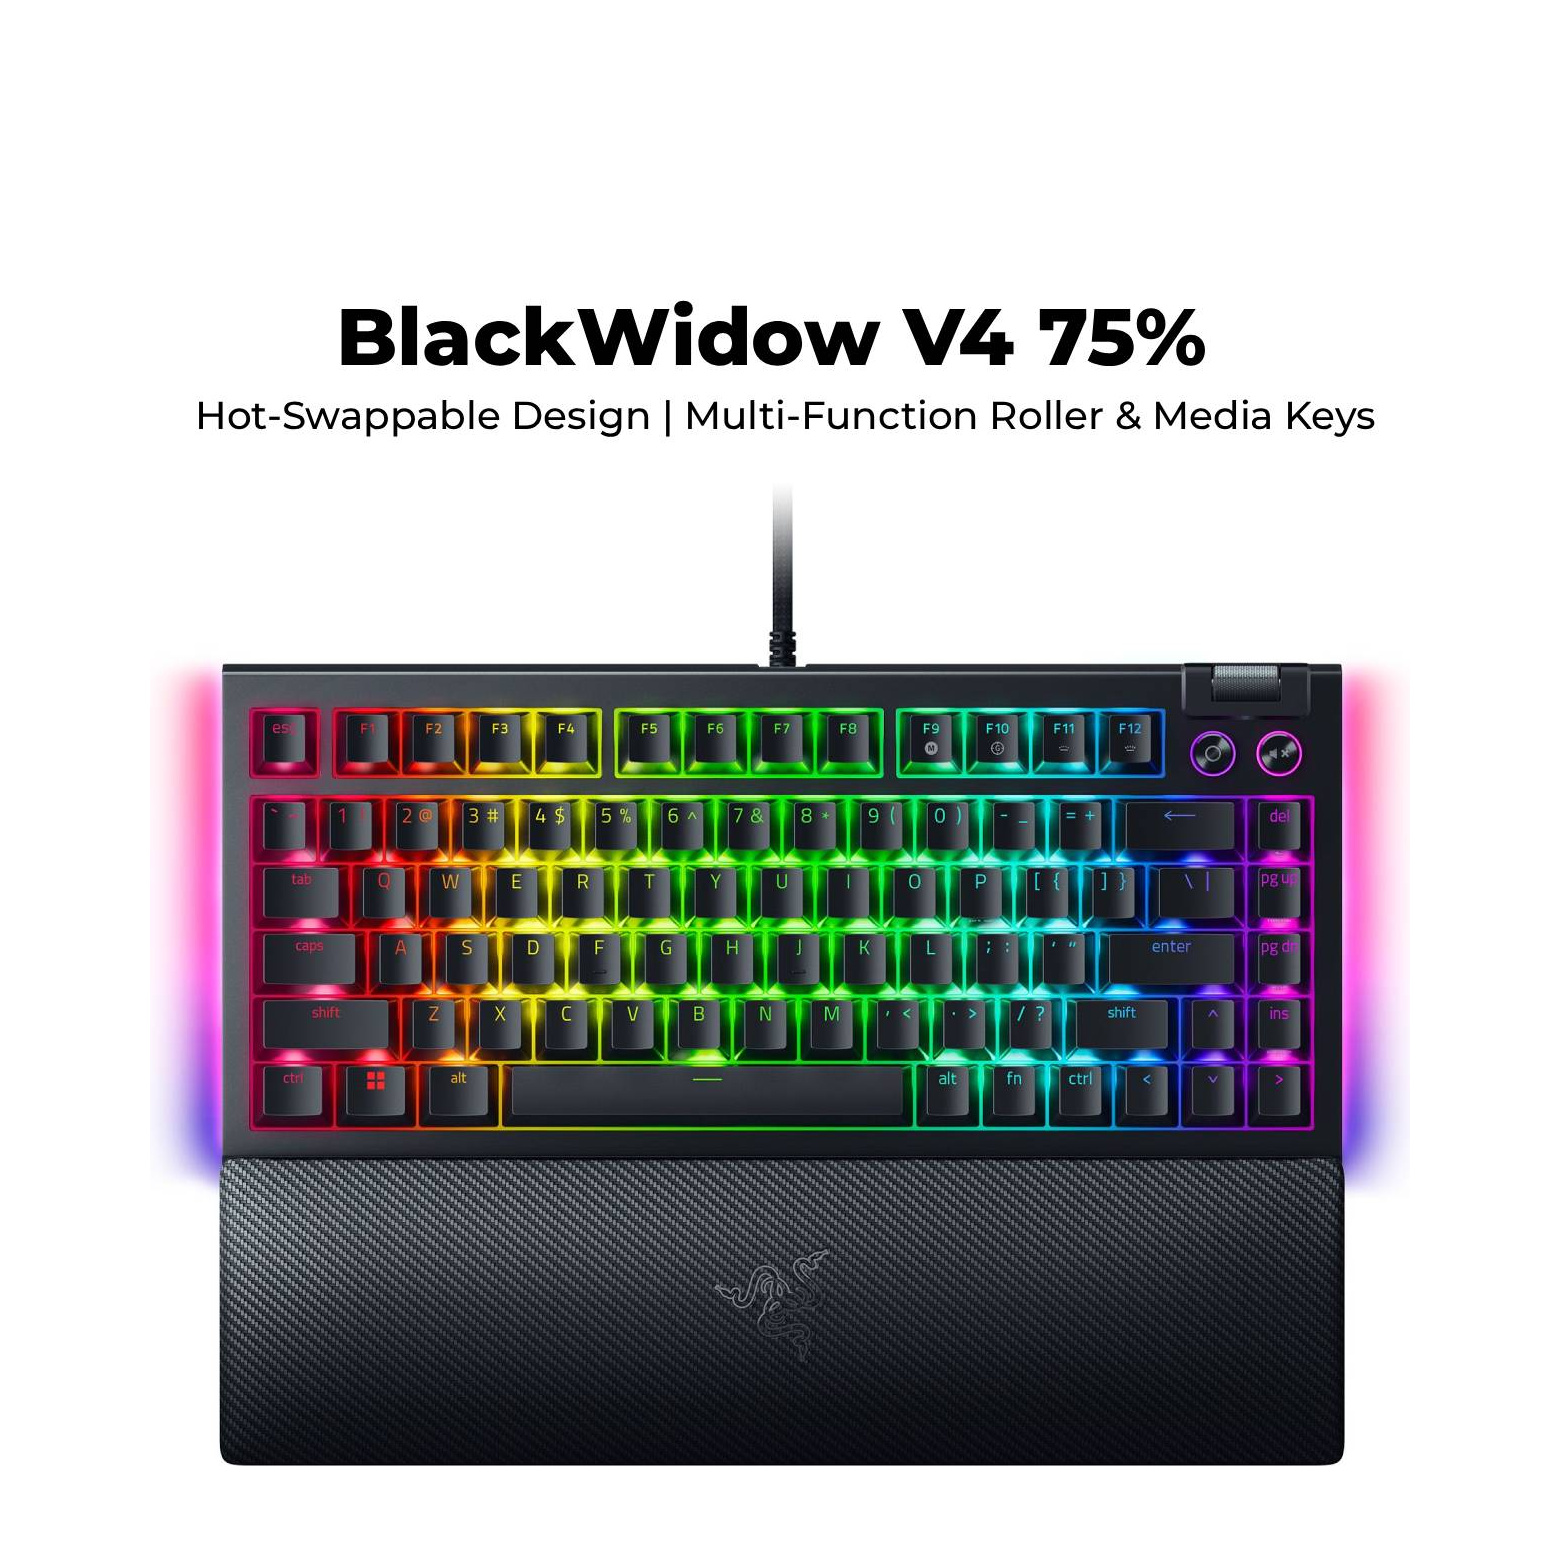 BlackWidow V4 75%
Hot-Swappable Design | Multi-Function Roller & Media Keys
esc F1 F2 F3 F4 F5 F6 F7 F8 F9 F10 F11 F12
M G
` ~ 1 2 @ 3 # 4 $ 5 % 6 ^ 7 & 8 * 9 ( 0 ) - _ = + ← del
tab Q W E R T Y U I O P [ { ] } \ | pg up
caps A S D F G H J K L ; : ‘ “ enter pg dn
shift Z X C V B N M , < . > / ? shift ^ ins
ctrl alt alt fn ctrl < ˅ >